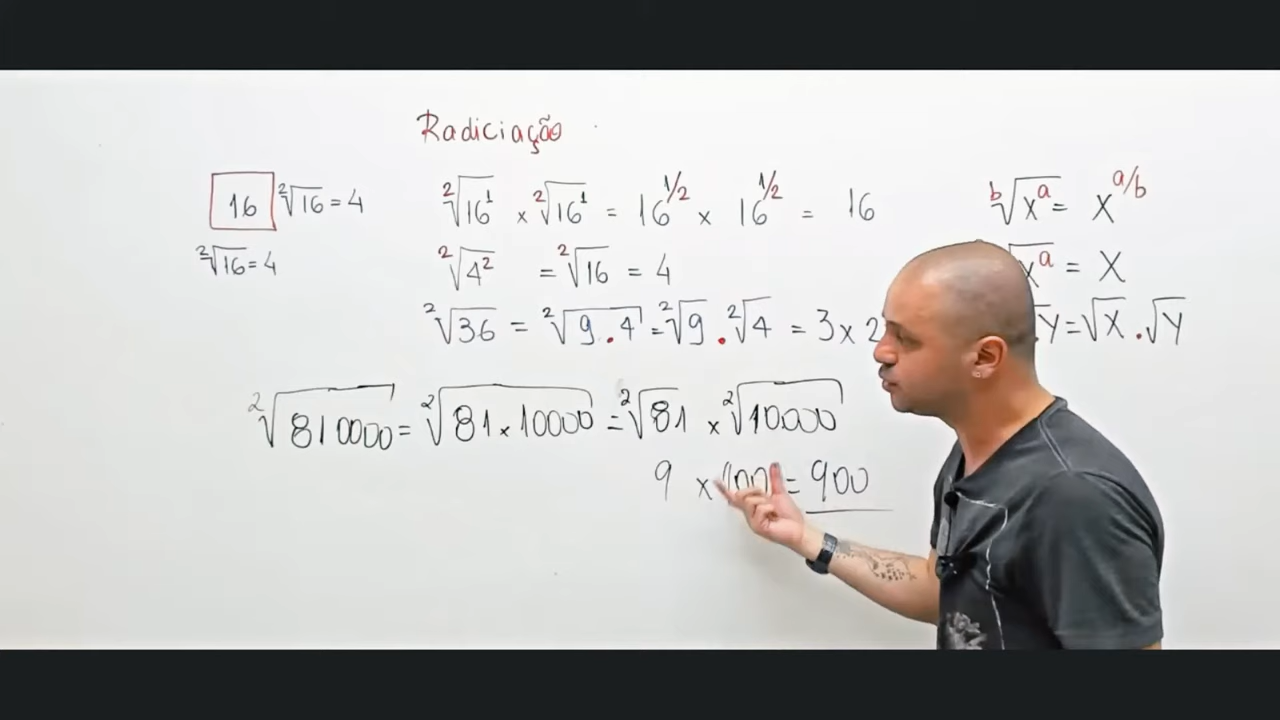 Radiciação
16 ²√16 = 4
²√16 = 4
²√16¹ × ²√16¹ = 16^1/2 × 16^1/2 = 16
ᵇ√xᵃ = x^a/b
²√4² = ²√16 = 4
xᵃ = x
²√36 = ²√9 . 4 = ²√9 . ²√4 = 3 × 2
y = √x . √y
²√810000 = ²√81 × 10000 = ²√81 × ²√10000
9 × 100 = 900